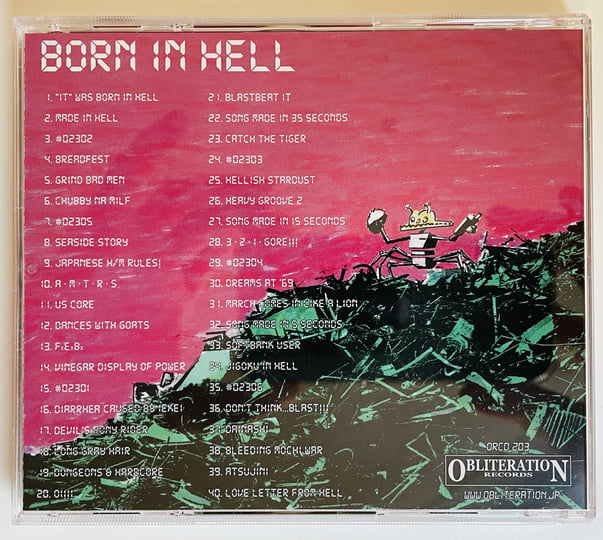 BORN IN HELL
1. "IT" WAS BORN IN HELL
2. MADE IN HELL
3. #02302
4. BREADFEST
5. GRIND BAD MEN
6. CHUBBY NA MILF
7. #02305
8. SEASIDE STORY
9. JAPANESE H/M RULES!
10. A・M・T・R・S
11. US CORE
12. DANCES WITH GOATS
13. F.E.B.
14. VINEGAR DISPLAY OF POWER
15. #02301
16. DIARRHEA CAUSED BY IEKEI
17. DEVIL'S PONY RIDER
18. LONG GRAY HAIR
19. DUNGEONS & HARDCORE
20. O!!!!
21. BLASTBEAT IT
22. SONG MADE IN 35 SECONDS
23. CATCH THE TIGER
24. #02303
25. HELLISH STARDUST
26. HEAVY GROOVE 2
27. SONG MADE IN 15 SECONDS
28. 3・2・1・GORE!!!
29. #02304
30. DREAMS AT '69
31. MARCH COMES IN LIKE A LION
32. SONG MADE IN 8 SECONDS
33. SOFTBANK USER
34. JIGOKU IN HELL
35. #02306
36. DON'T THINK...BLAST!!!
37. DAINASHI
38. BLEEDING MOCHI WAR
39. ATSUJINI
40. LOVE LETTER FROM HELL
ORCD 203
OBLITERATION
RECORDS
WWW.OBLITERATION.JP